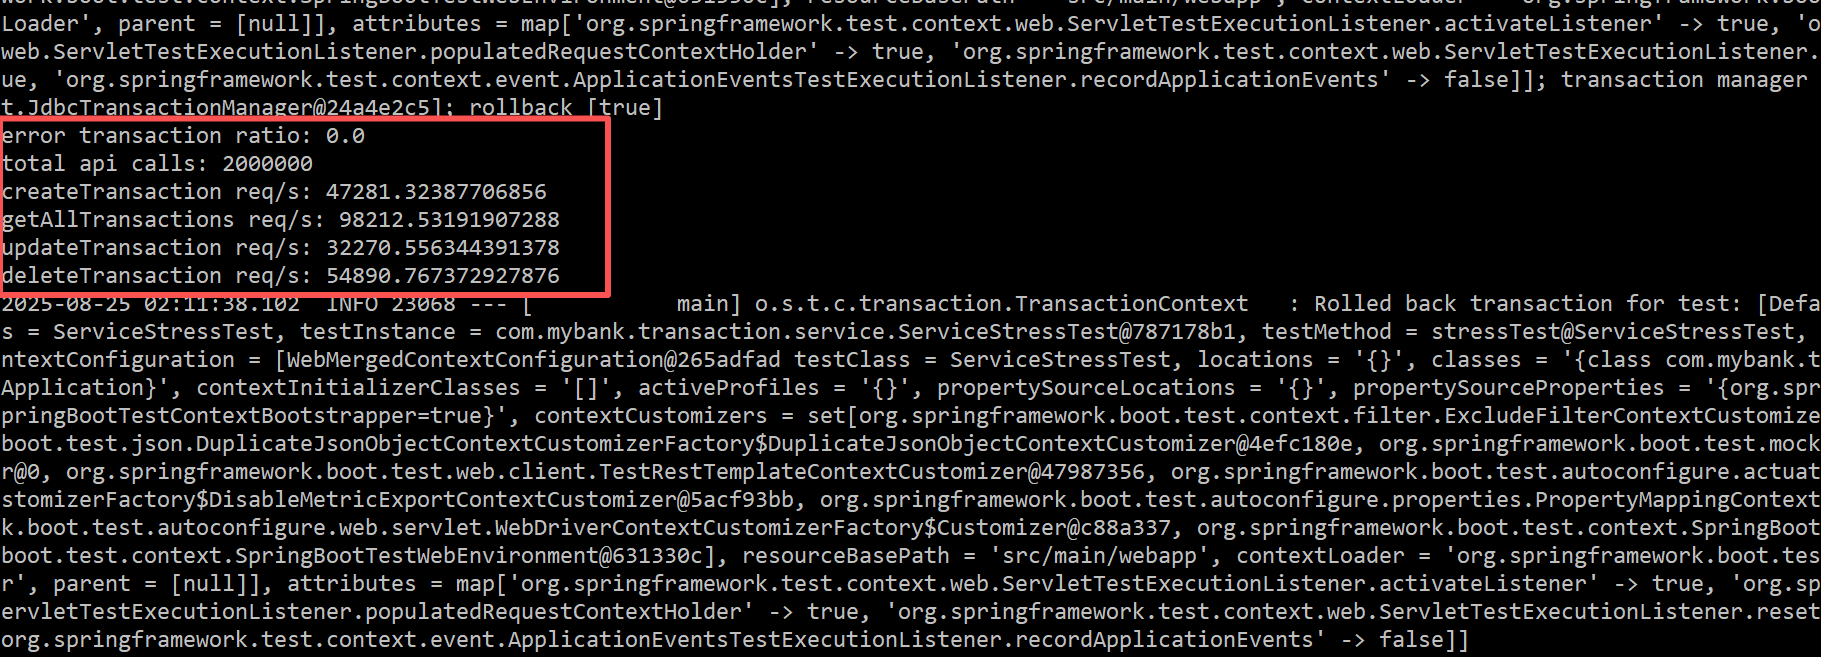 Loader', parent = [null]], attributes = map['org.springframework.test.context.web.ServletTestExecutionListener.activateListener' -> true, 'o
web.ServletTestExecutionListener.populatedRequestContextHolder' -> true, 'org.springframework.test.context.web.ServletTestExecutionListener.
ue, 'org.springframework.test.context.event.ApplicationEventsTestExecutionListener.recordApplicationEvents' -> false]]; transaction manager
t.JdbcTransactionManager@24a4e2c5]; rollback [true]
error transaction ratio: 0.0
total api calls: 2000000
createTransaction req/s: 47281.32387706856
getAllTransactions req/s: 98212.53191907288
updateTransaction req/s: 32270.556344391378
deleteTransaction req/s: 54890.767372927876
2025-08-25 02:11:38.102  INFO 23068 --- [           main] o.s.t.c.transaction.TransactionContext   : Rolled back transaction for test: [Defa
s = ServiceStressTest, testInstance = com.mybank.transaction.service.ServiceStressTest@787178b1, testMethod = stressTest@ServiceStressTest,
ntextConfiguration = [WebMergedContextConfiguration@265adfad testClass = ServiceStressTest, locations = '{}', classes = '{class com.mybank.t
Application}', contextInitializerClasses = '[]', activeProfiles = '{}', propertySourceLocations = '{}', propertySourceProperties = '{org.spr
pringBootTestContextBootstrapper=true}', contextCustomizers = set[org.springframework.boot.test.context.filter.ExcludeFilterContextCustomize
boot.test.json.DuplicateJsonObjectContextCustomizerFactory$DuplicateJsonObjectContextCustomizer@4efc180e, org.springframework.boot.test.mock
r@0, org.springframework.boot.test.web.client.TestRestTemplateContextCustomizer@47987356, org.springframework.boot.test.autoconfigure.actuat
stomizerFactory$DisableMetricExportContextCustomizer@5acf93bb, org.springframework.boot.test.autoconfigure.properties.PropertyMappingContext
k.boot.test.autoconfigure.web.servlet.WebDriverContextCustomizerFactory$Customizer@c88a337, org.springframework.boot.test.context.SpringBoot
boot.test.context.SpringBootTestWebEnvironment@631330c], resourceBasePath = 'src/main/webapp', contextLoader = 'org.springframework.boot.tes
r', parent = [null]], attributes = map['org.springframework.test.context.web.ServletTestExecutionListener.activateListener' -> true, 'org.sp
ervletTestExecutionListener.populatedRequestContextHolder' -> true, 'org.springframework.test.context.web.ServletTestExecutionListener.reset
org.springframework.test.context.event.ApplicationEventsTestExecutionListener.recordApplicationEvents' -> false]]